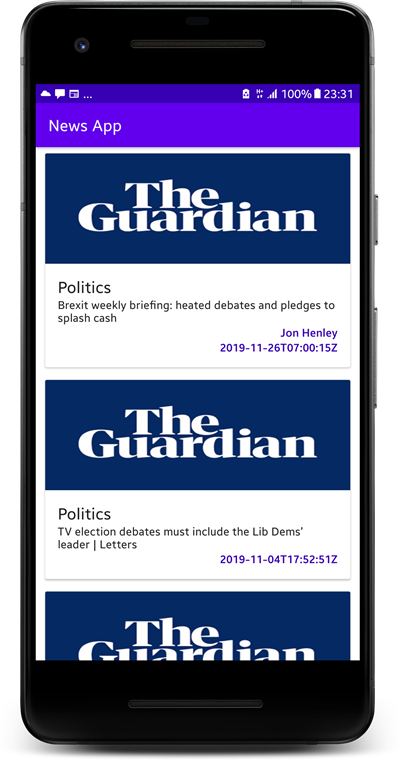 ... 100% 23:31
News App
The
Guardian
Politics
Brexit weekly briefing: heated debates and pledges to
splash cash
Jon Henley
2019-11-26T07:00:15Z
The
Guardian
Politics
TV election debates must include the Lib Dems'
leader | Letters
2019-11-04T17:52:51Z
The
Guardian